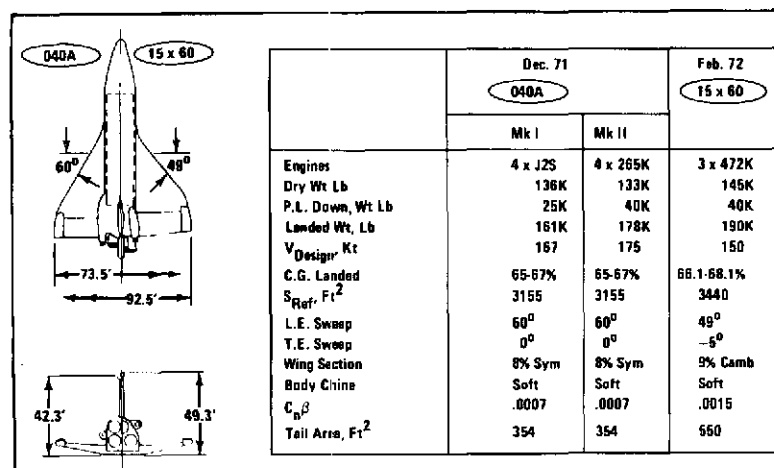 040A 15 x 60
60° 49°
73.5'
92.5'
42.3' 49.3'
Dec. 71 Feb. 72
040A 15 x 60
Mk I Mk II
Engines 4 x J2S 4 x 265K 3 x 472K
Dry Wt Lb 136K 133K 145K
P.L. Down, Wt Lb 25K 40K 40K
Landed Wt, Lb 161K 178K 190K
V Design, Kt 167 175 150
C.G. Landed 65-67% 65-67% 66.1-68.1%
S Ref, Ft² 3155 3155 3440
L.E. Sweep 60° 60° 49°
T.E. Sweep 0° 0° –5°
Wing Section 8% Sym 8% Sym 9% Camb
Body Chine Soft Soft Soft
Cnβ .0007 .0007 .0015
Tail Area, Ft² 354 354 550